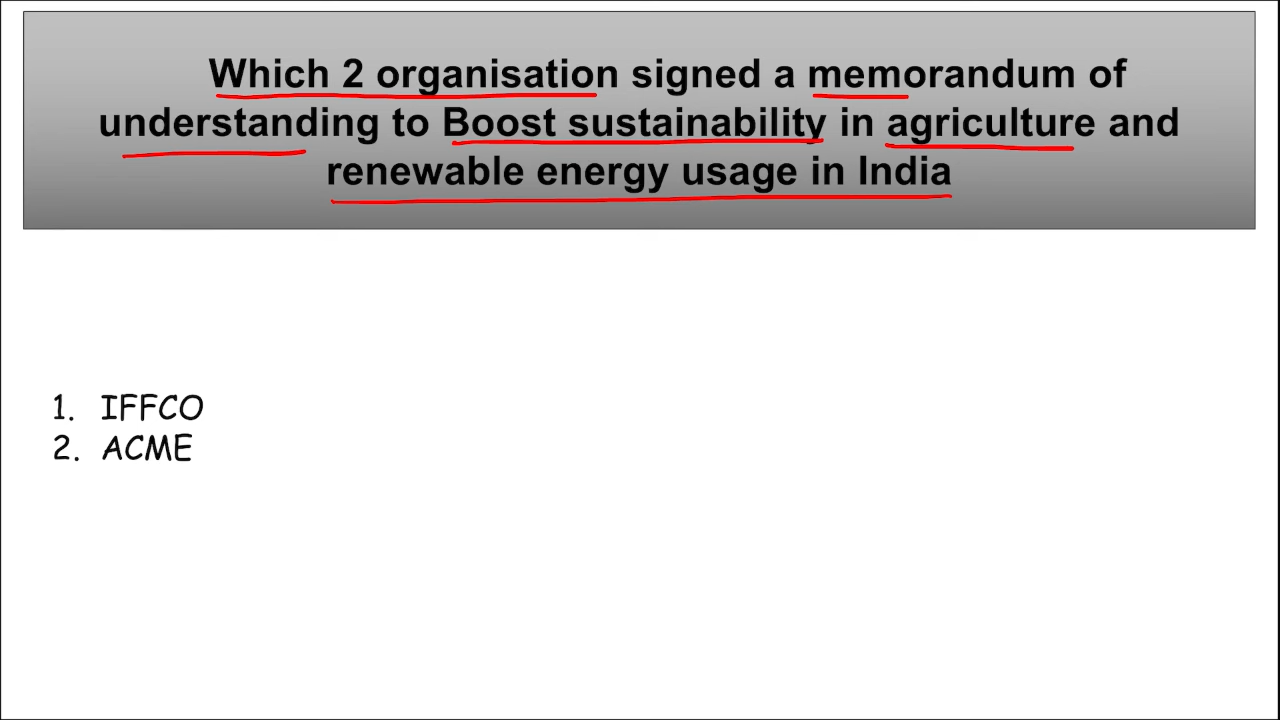 Which 2 organisation signed a memorandum of
understanding to Boost sustainability in agriculture and
renewable energy usage in India
1. IFFCO
2. ACME